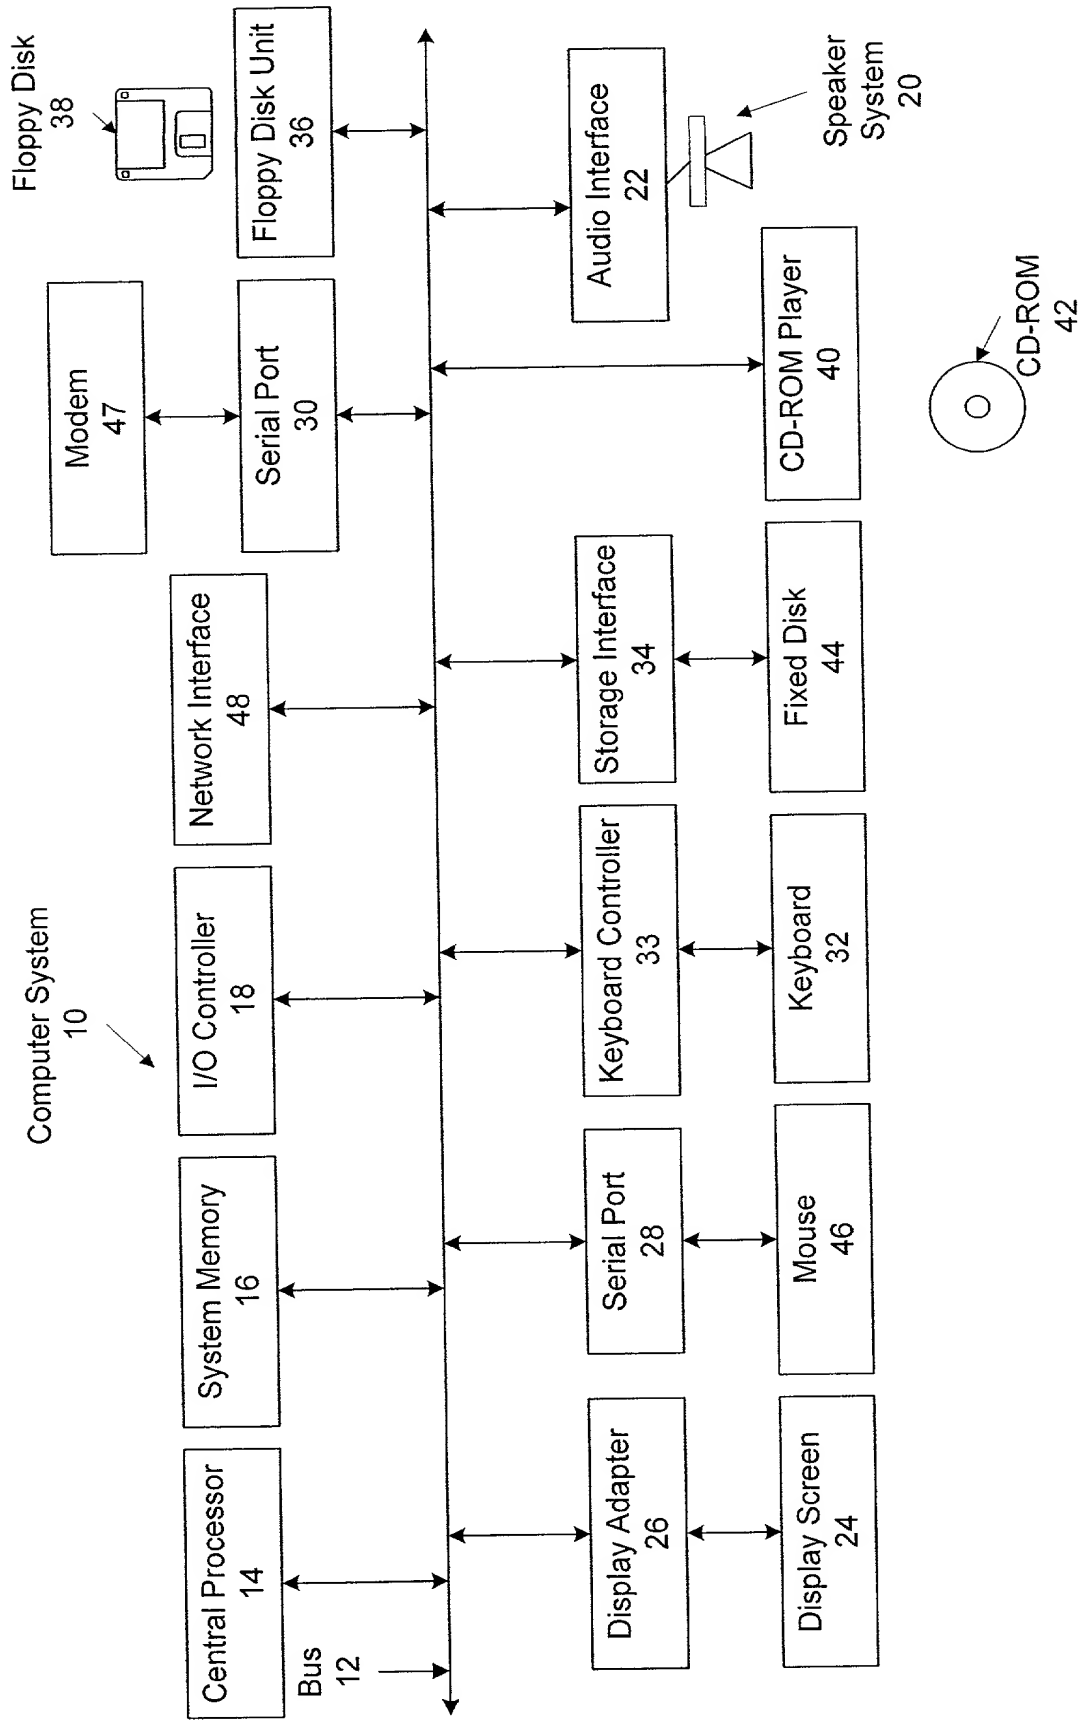 Computer System
10
Floppy Disk
38
Modem
47
Central Processor
14
System Memory
16
I/O Controller
18
Network Interface
48
Serial Port
30
Floppy Disk Unit
36
Bus
12
Display Adapter
26
Serial Port
28
Keyboard Controller
33
Storage Interface
34
Audio Interface
22
Display Screen
24
Mouse
46
Keyboard
32
Fixed Disk
44
CD-ROM Player
40
Speaker
System
20
CD-ROM
42